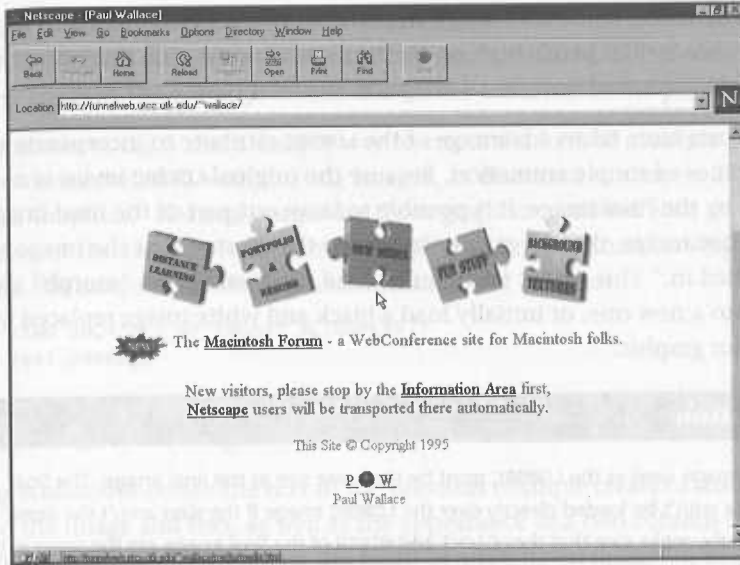 Netscape - [Paul Wallace]
File Edit View Go Bookmarks Options Directory Window Help
Back Home Reload Open Print Find
Location: http://funnelweb.utcc.utk.edu/~wallace/
N
DISTANCE LEARNING
PORTFOLIO &
FUN STUFF
BACKGROUND TEXTURES
NEW
The Macintosh Forum - a WebConference site for Macintosh folks.
New visitors, please stop by the Information Area first,
Netscape users will be transported there automatically.
This Site © Copyright 1995
P W
Paul Wallace